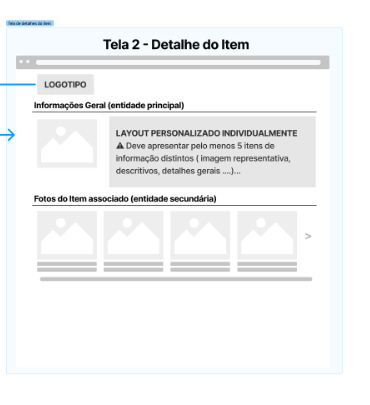 Tela de detalhes do item
Tela 2 - Detalhe do Item
LOGOTIPO
Informações Geral (entidade principal)
LAYOUT PERSONALIZADO INDIVIDUALMENTE
⚠ Deve apresentar pelo menos 5 itens de
informação distintos ( imagem representativa,
descritivos, detalhes gerais ....)...
Fotos do Item associado (entidade secundária)
>